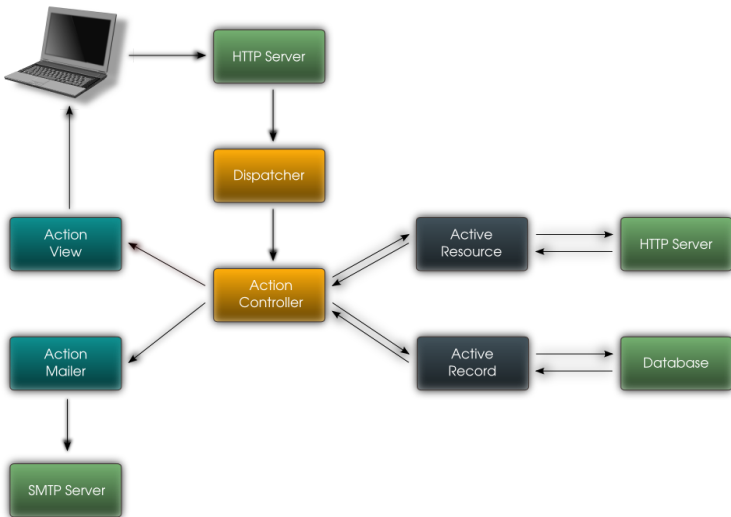 HTTP Server
Dispatcher
Action
View
Active
Resource
HTTP Server
Action
Controller
Action
Mailer
Active
Record
Database
SMTP Server